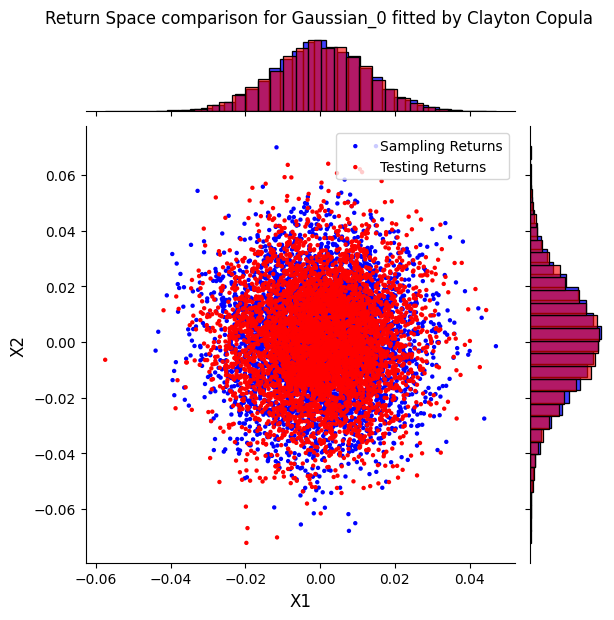 Return Space comparison for Gaussian_0 fitted by Clayton Copula
Sampling Returns
Testing Returns
0.06
0.04
0.02
0.00
−0.02
−0.04
−0.06
X2
−0.06
−0.04
−0.02
0.00
0.02
0.04
X1